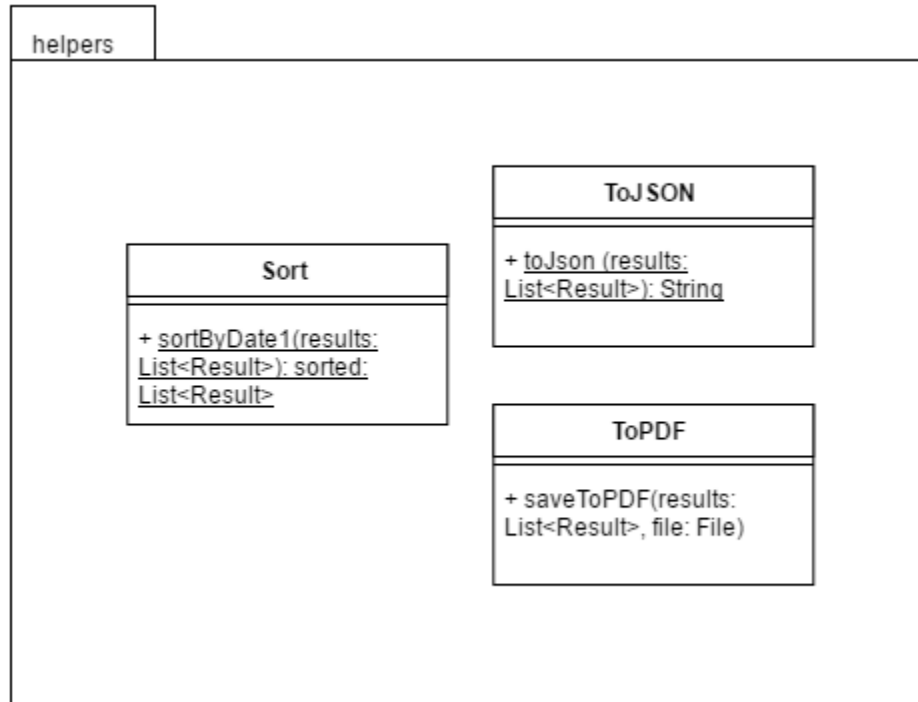 helpers
Sort
+ sortByDate1(results:
List<Result>): sorted:
List<Result>
ToJSON
+ toJson (results:
List<Result>): String
ToPDF
+ saveToPDF(results:
List<Result>, file: File)